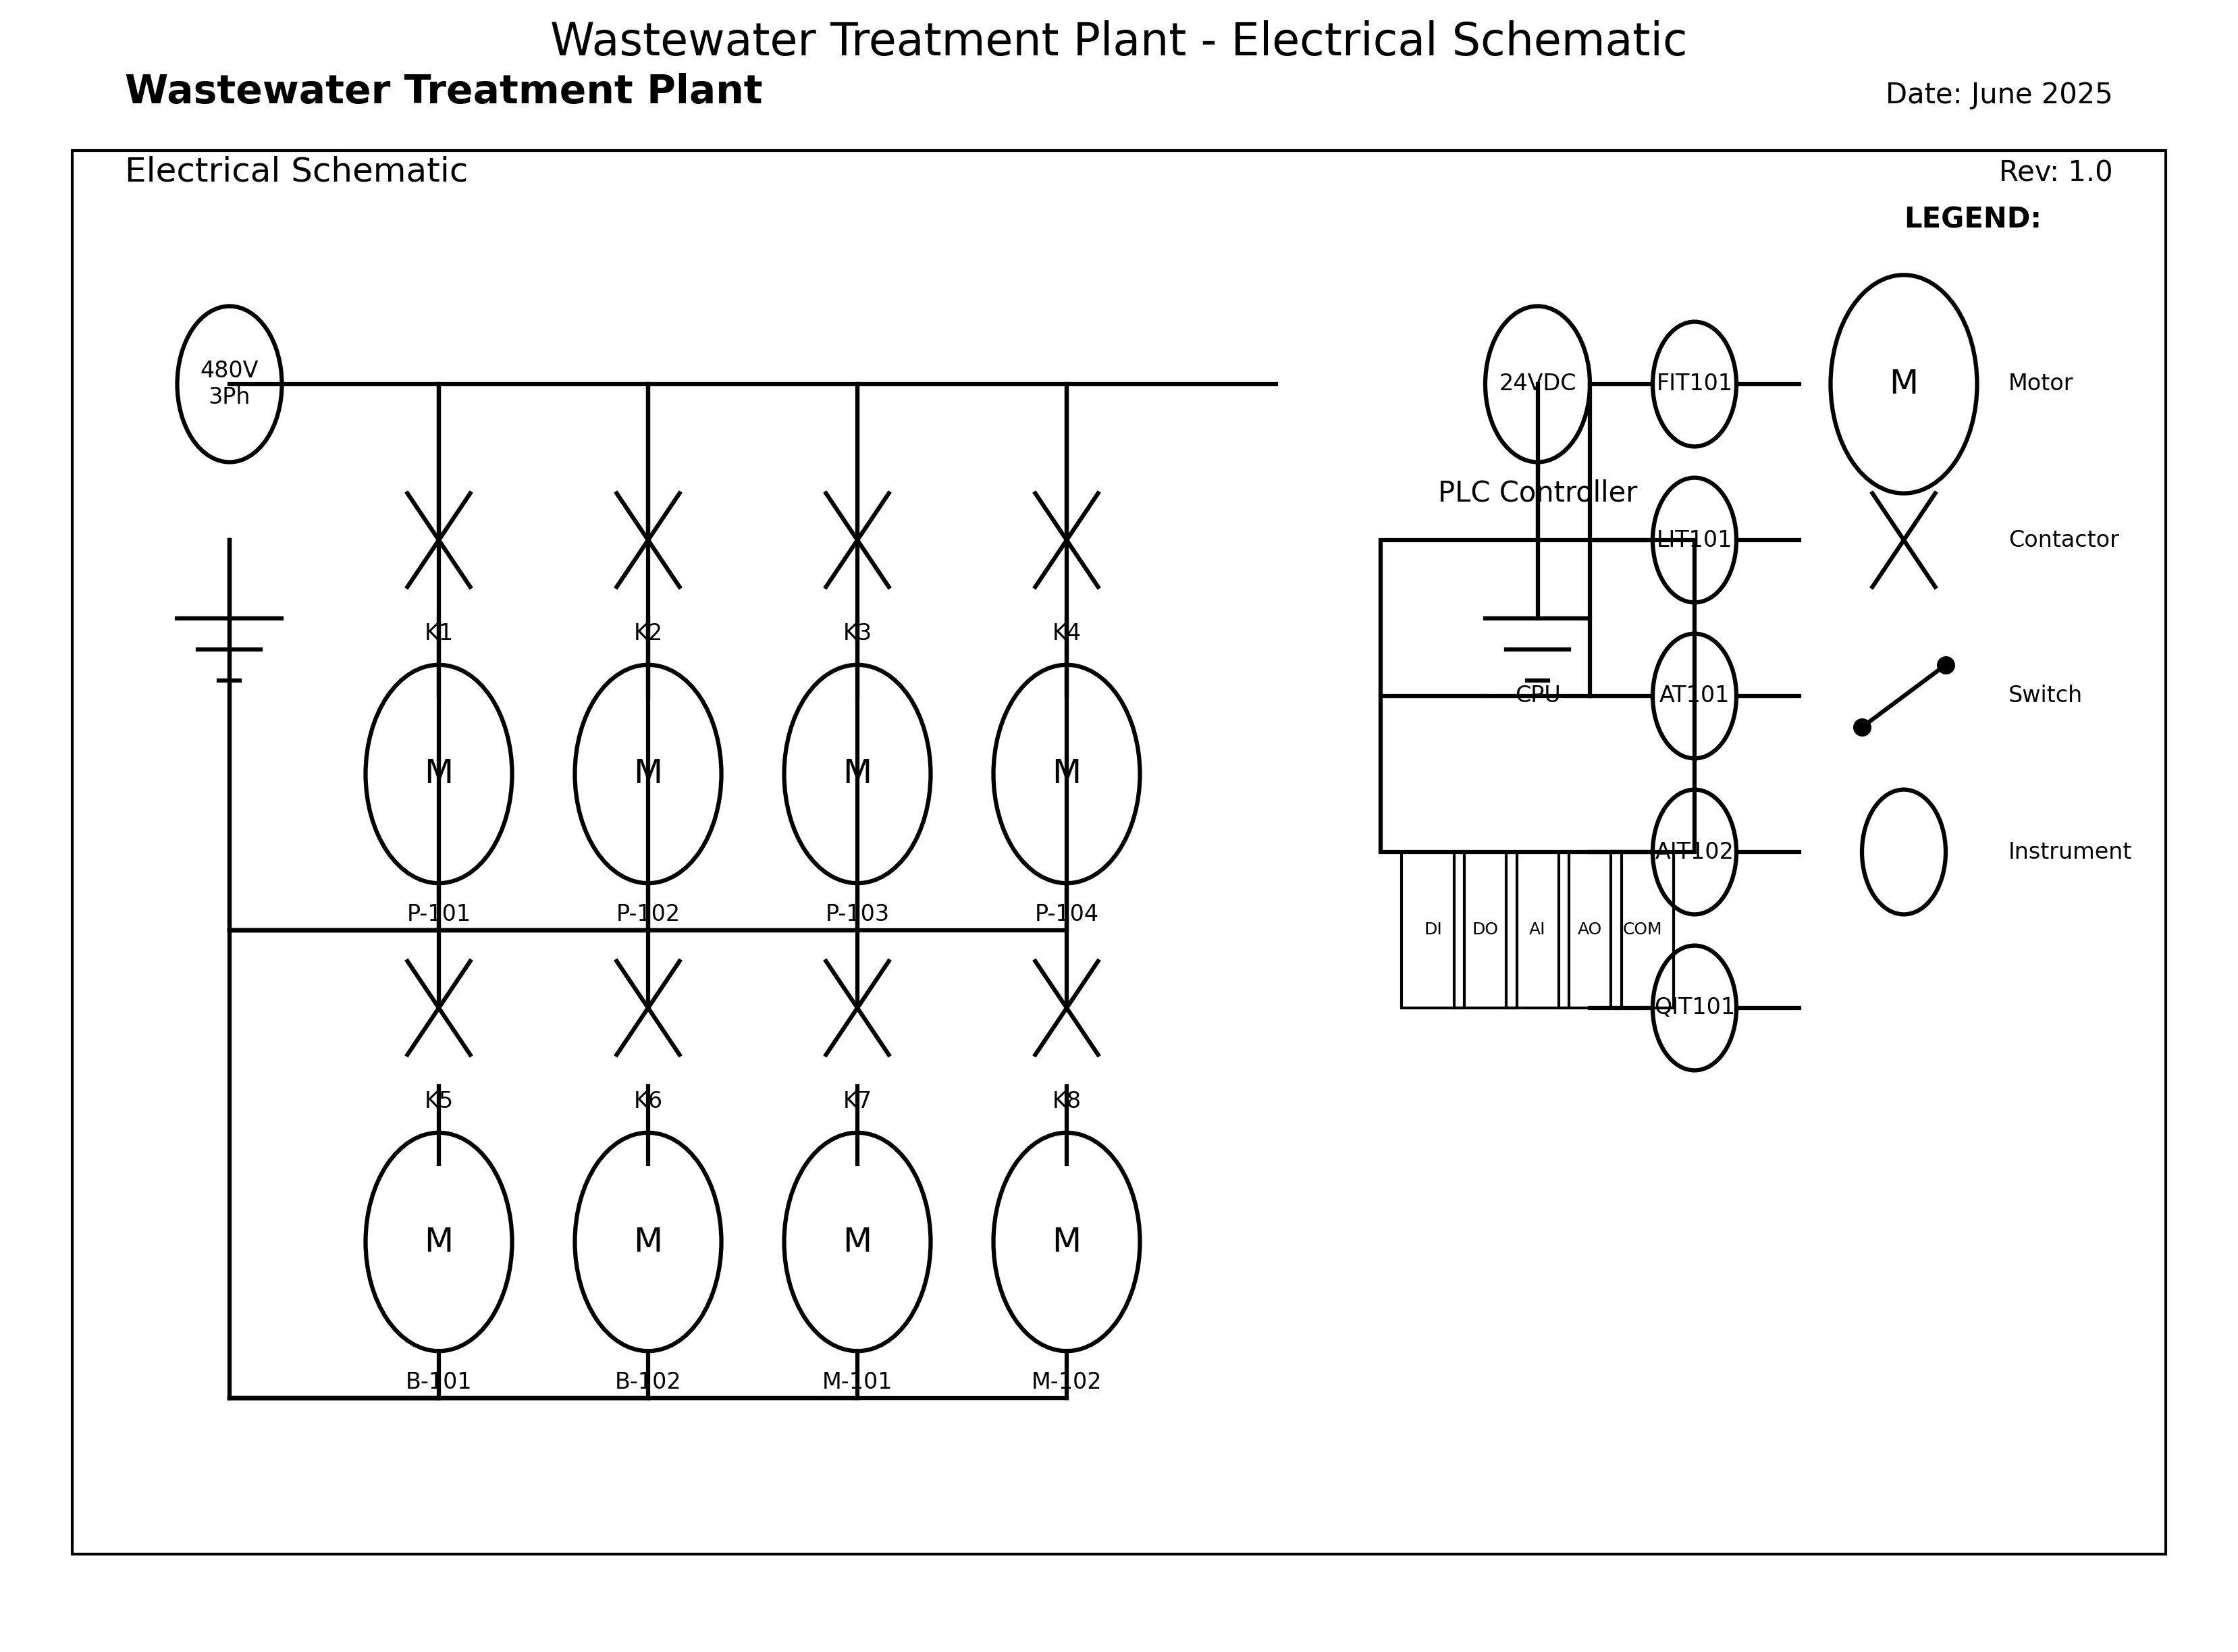 Wastewater Treatment Plant - Electrical Schematic
Wastewater Treatment Plant
Date: June 2025
Electrical Schematic
Rev: 1.0
LEGEND:
480V
3Ph
24VDC
FIT101
M
Motor
PLC Controller
LIT101
Contactor
K1
K2
K3
K4
CPU
AT101
Switch
M
M
M
M
AIT102
Instrument
P-101
P-102
P-103
P-104
DI
DO
AI
AO
COM
QIT101
K5
K6
K7
K8
M
M
M
M
B-101
B-102
M-101
M-102